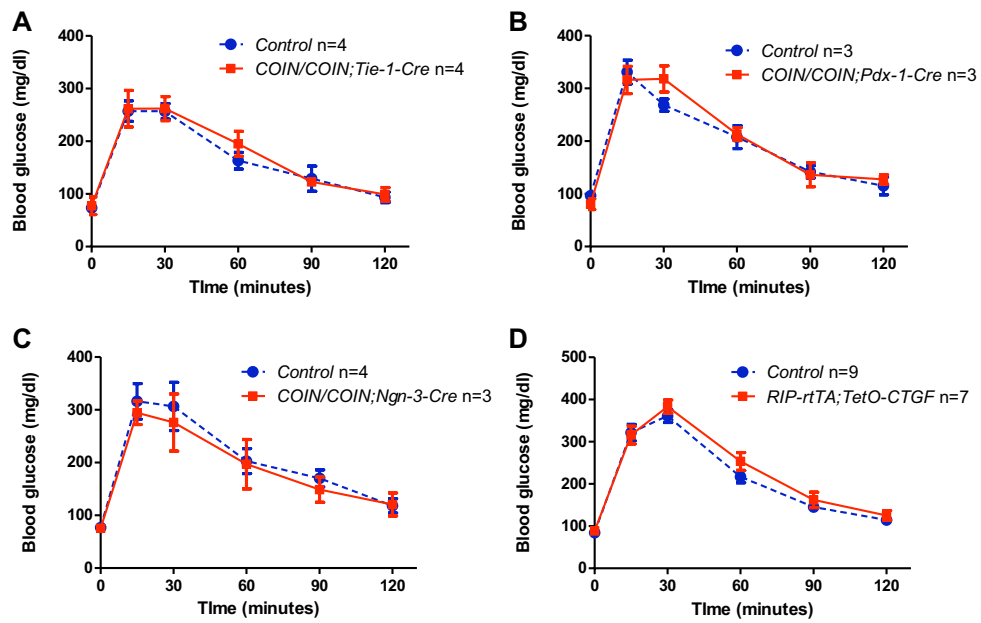 A
Blood glucose (mg/dl)
400
300
200
100
0
Control n=4
COIN/COIN;Tie-1-Cre n=4
0 30 60 90 120
TIme (minutes)
B
Blood glucose (mg/dl)
400
300
200
100
0
Control n=3
COIN/COIN;Pdx-1-Cre n=3
0 30 60 90 120
TIme (minutes)
C
Blood glucose (mg/dl)
400
300
200
100
0
Control n=4
COIN/COIN;Ngn-3-Cre n=3
0 30 60 90 120
TIme (minutes)
D
Blood glucose (mg/dl)
500
400
300
200
100
0
Control n=9
RIP-rtTA;TetO-CTGF n=7
0 30 60 90 120
TIme (minutes)